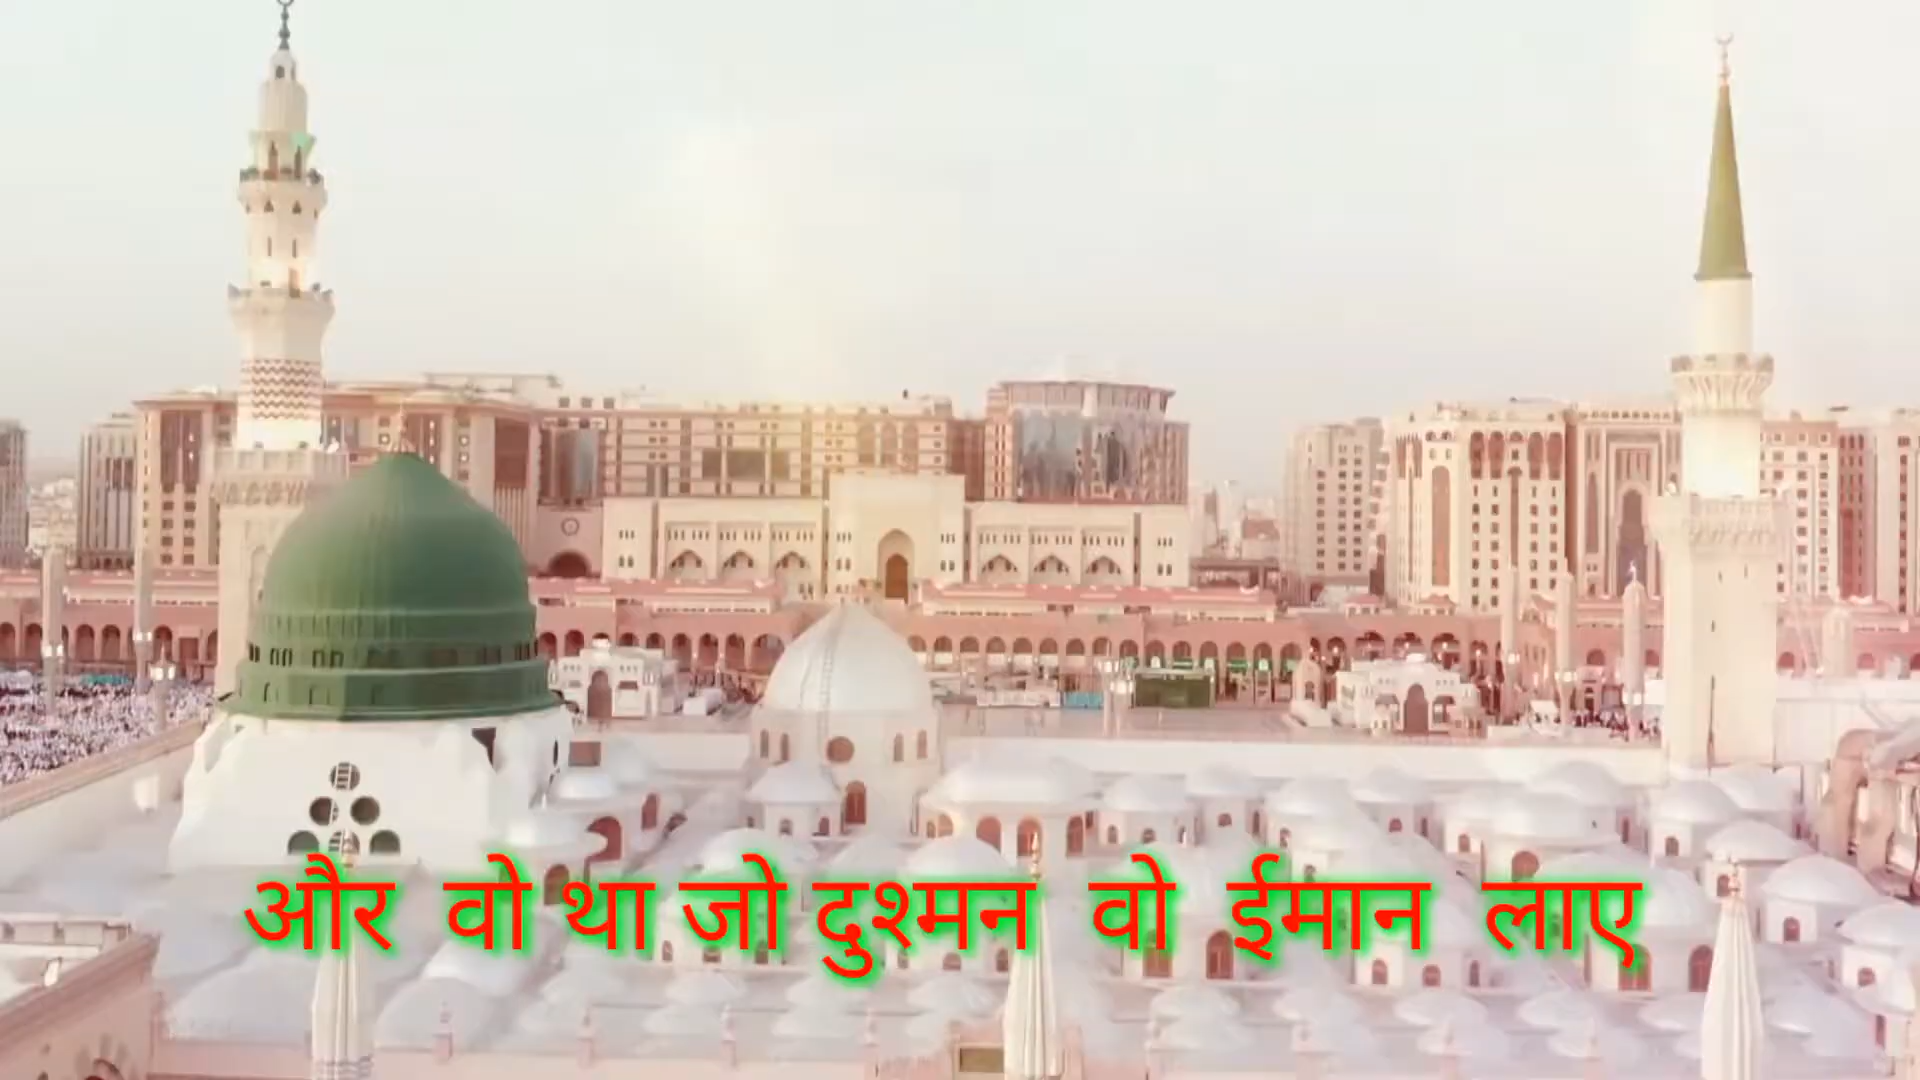 और वो था जो दुश्मन वो ईमान लाए